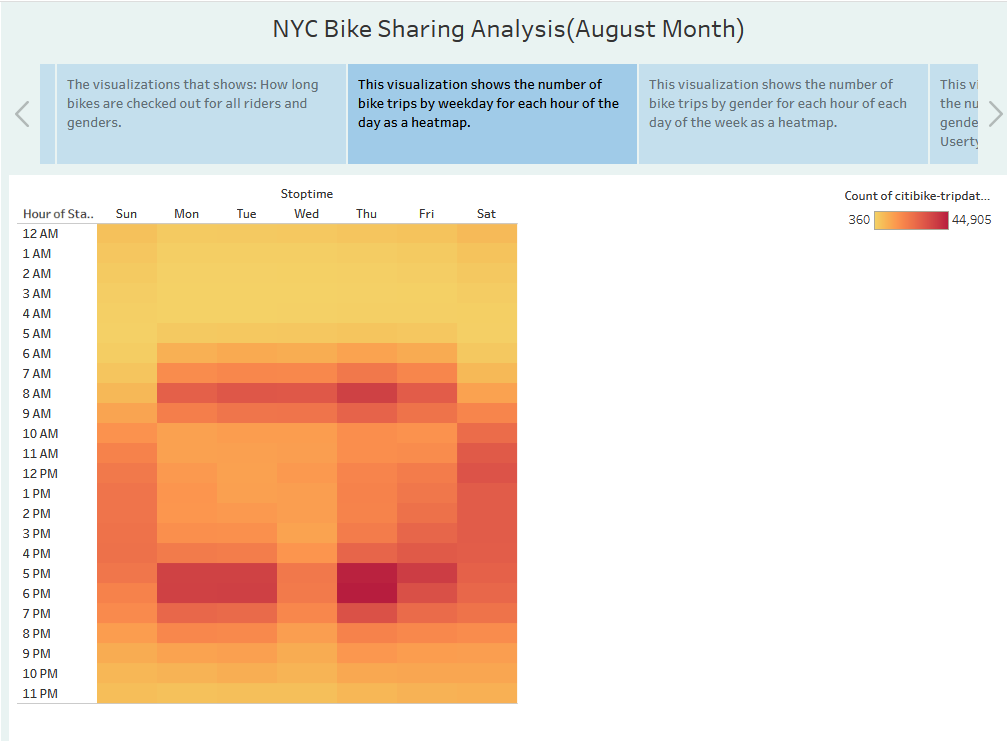 NYC Bike Sharing Analysis(August Month)
The visualizations that shows: How long
bikes are checked out for all riders and
genders.
This visualization shows the number of
bike trips by weekday for each hour of the
day as a heatmap.
This visualization shows the number of
bike trips by gender for each hour of each
day of the week as a heatmap.
This vi
the nu
gende
Userty
Stoptime
Hour of Sta.. Sun Mon Tue Wed Thu Fri Sat
12 AM
1 AM
2 AM
3 AM
4 AM
5 AM
6 AM
7 AM
8 AM
9 AM
10 AM
11 AM
12 PM
1 PM
2 PM
3 PM
4 PM
5 PM
6 PM
7 PM
8 PM
9 PM
10 PM
11 PM
Count of citibike-tripdat...
360 44,905